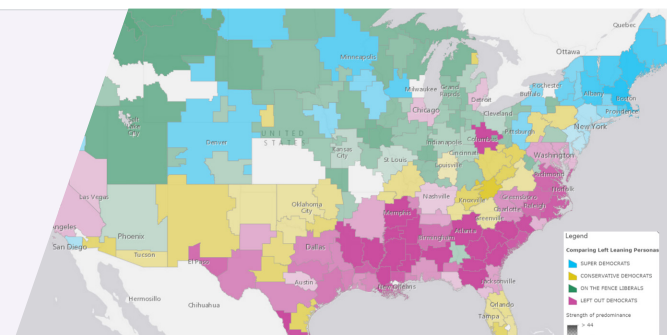 Quebec
Ottawa
Minneapolis
Milwaukee
Grand
Rapids
Rochester
Buffalo
Albany
Boston
Providence
Detroit
Chicago
Cleveland
New York
Pittsburgh
Salt
Lake
City
Denver
UNITED
STATES
Kansas
City
St Louis
Indianapolis
Columbus
Cincinnati
Louisville
Washington
Richmond
Norfolk
Las Vegas
Nashville
Knoxville
Greensboro
Raleigh
Charlotte
Greenville
Angeles
San Diego
Phoenix
Tucson
Oklahoma
City
Memphis
Birmingham
Atlanta
Dallas
El Paso
Austin
Jacksonville
Orlando
Tampa
Hermosillo
Chihuahua
Legend
Comparing Left Leaning Personas
SUPER DEMOCRATS
CONSERVATIVE DEMOCRATS
ON THE FENCE LIBERALS
LEFT OUT DEMOCRATS
Strength of predominance
> 44